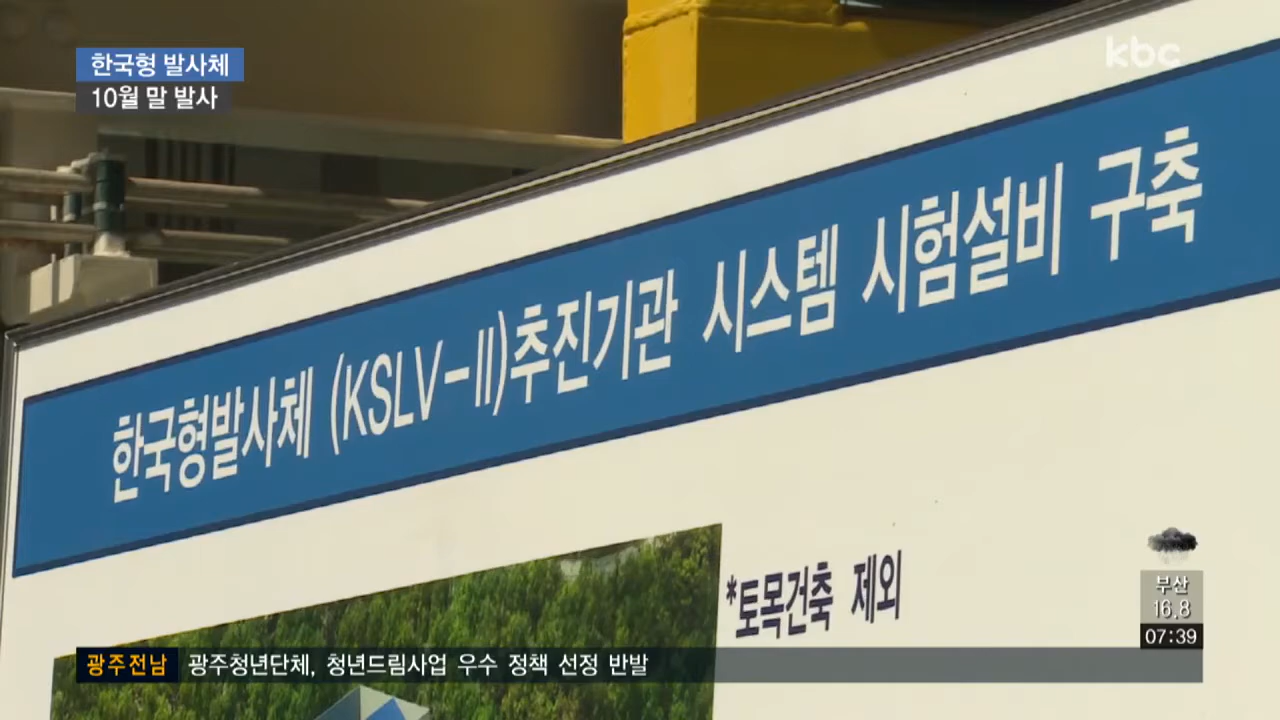 한국형 발사체
10월 말 발사
kbc
한국형발사체 (KSLV-II)추진기관 시스템 시험설비 구축
*토목건축 제외
부산
16.8
07:39
광주전남 광주청년단체, 청년드림사업 우수 정책 선정 반발